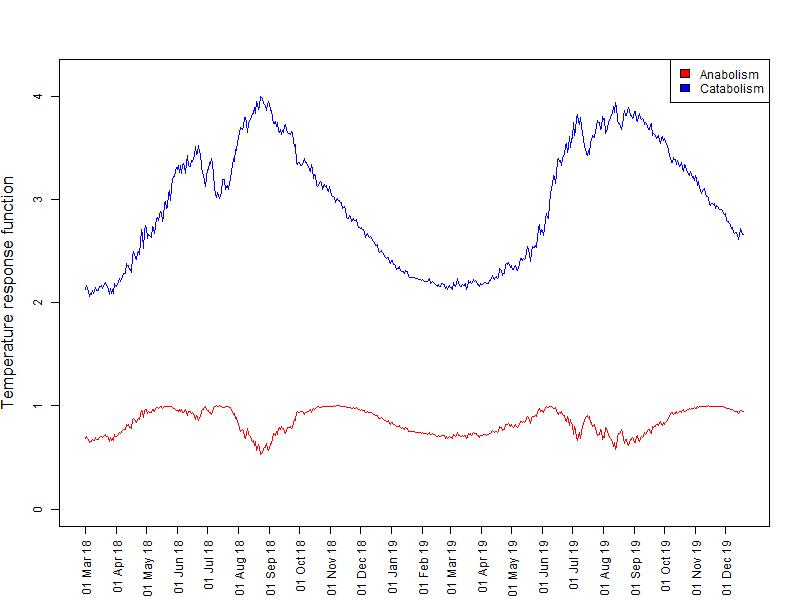 Anabolism
Catabolism
Temperature response function
4
3
2
1
0
01 Mar 18
01 Apr 18
01 May 18
01 Jun 18
01 Jul 18
01 Aug 18
01 Sep 18
01 Oct 18
01 Nov 18
01 Dec 18
01 Jan 19
01 Feb 19
01 Mar 19
01 Apr 19
01 May 19
01 Jun 19
01 Jul 19
01 Aug 19
01 Sep 19
01 Oct 19
01 Nov 19
01 Dec 19